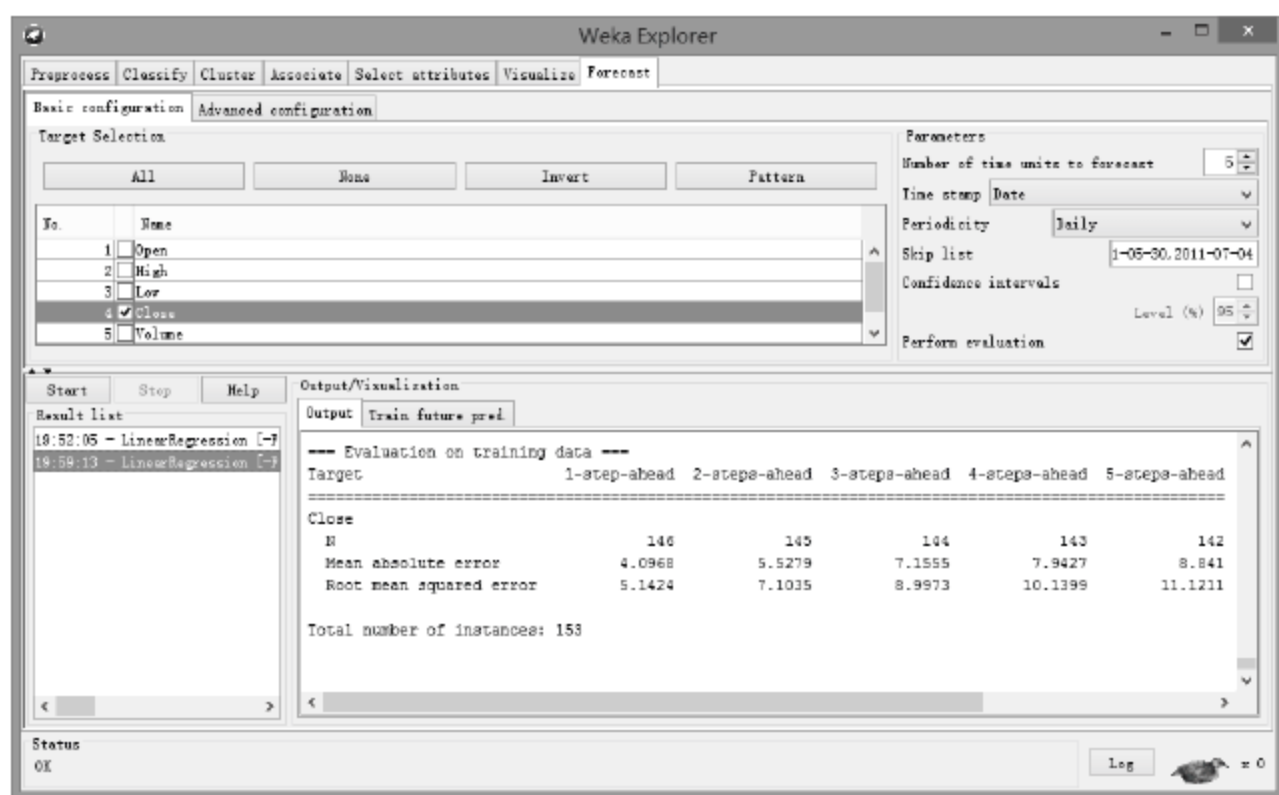 Weka Explorer
Preprocess Classify Cluster Associate Select attributes Visualize Forecast
Basic configuration Advanced configuration
Target Selection
All None Invert Pattern
No. Name
1 Open
2 High
3 Low
4 Close
5 Volume
Parameters
Number of time units to forecast 5
Time stamp Date
Periodicity Daily
Skip list 1-05-30,2011-07-04
Confidence intervals
Level (%) 95
Perform evaluation
Start Stop Help
Result list
19:52:05 - LinearRegression [-F
19:59:13 - LinearRegression [-F
Output/Visualization
Output Train future pred.
=== Evaluation on training data ===
Target 1-step-ahead 2-steps-ahead 3-steps-ahead 4-steps-ahead 5-steps-ahead
Close
N 146 145 144 143 142
Mean absolute error 4.0968 5.5279 7.1555 7.9427 8.841
Root mean squared error 5.1424 7.1035 8.9973 10.1399 11.1211
Total number of instances: 153
Status
OK
Log x 0